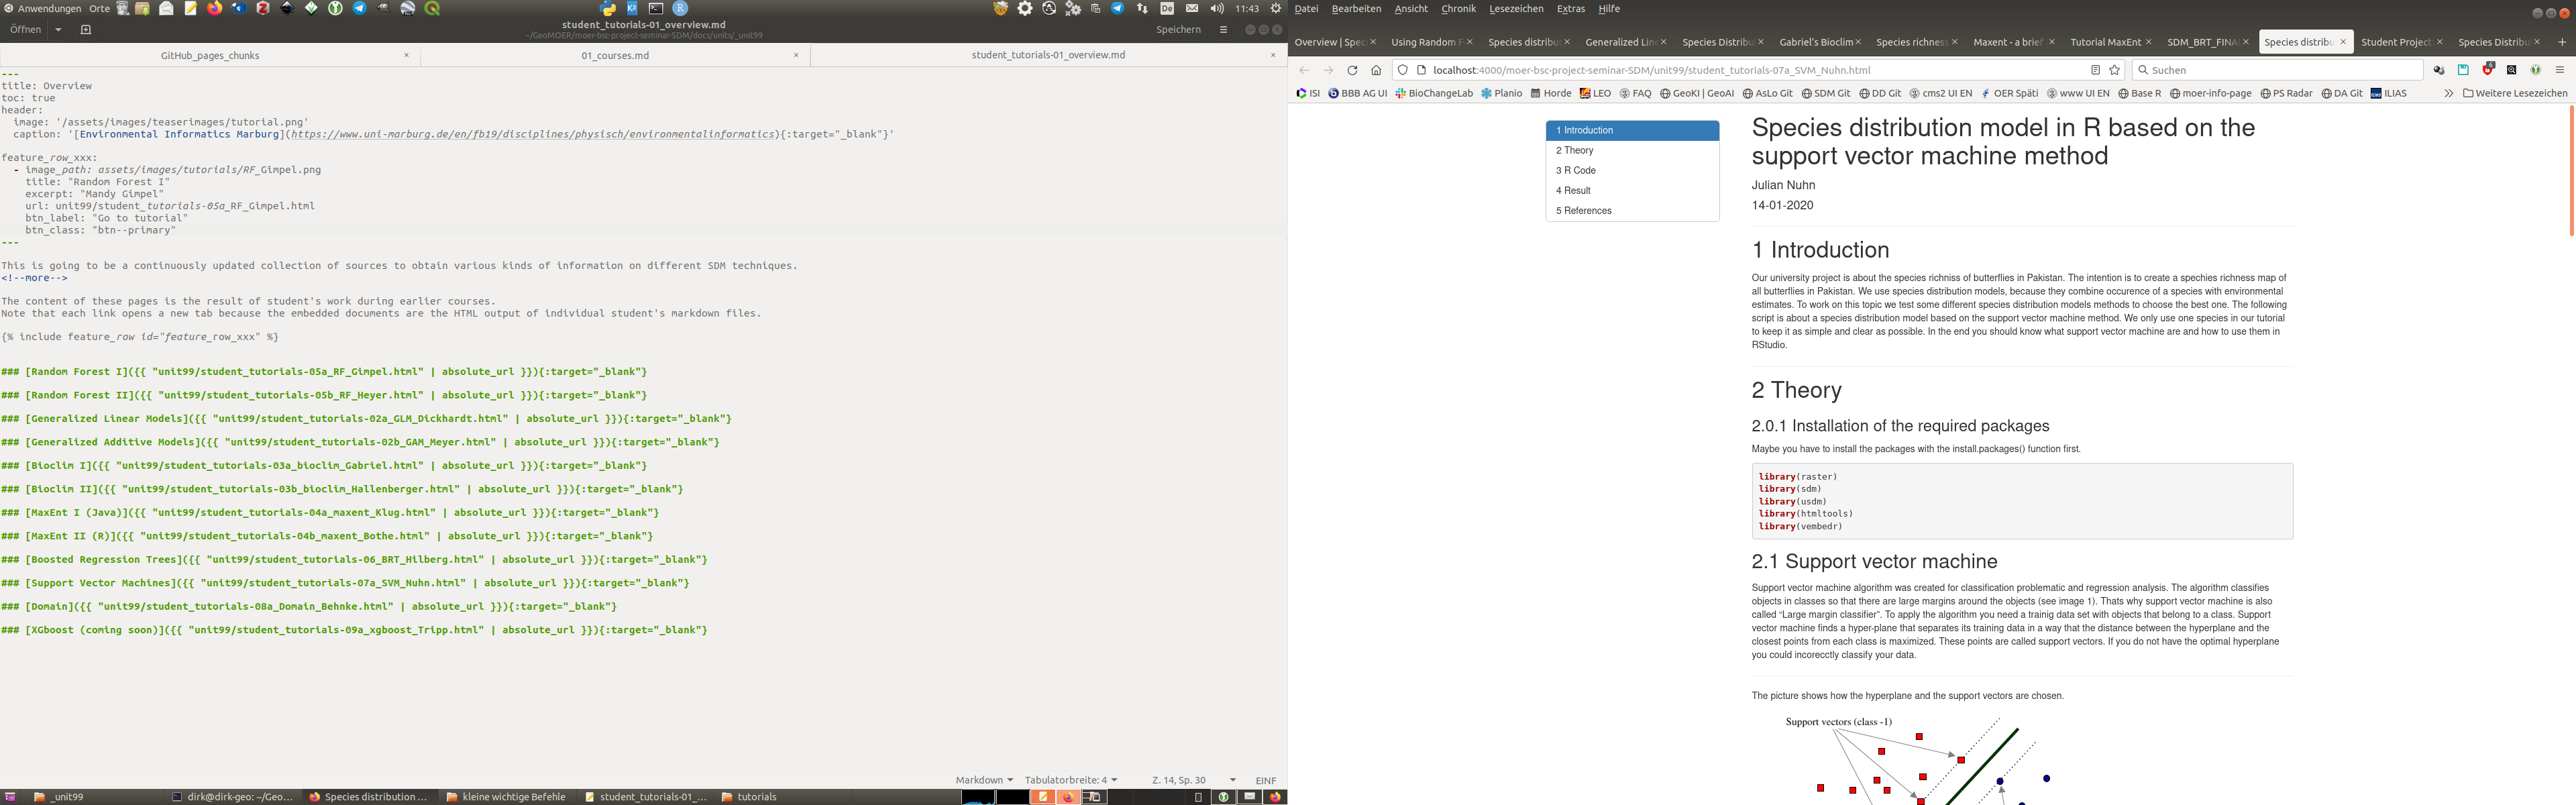 Anwendungen Orte
De 11:43
Öffnen
student_tutorials-01_overview.md
~/GeoMOER/moer-bsc-project-seminar-SDM/docs/units/_unit99
Speichern
GitHub_pages_chunks × 01_courses.md × student_tutorials-01_overview.md ×
---
title: Overview
toc: true
header:
image: '/assets/images/teaserimages/tutorial.png'
caption: '[Environmental Informatics Marburg](https://www.uni-marburg.de/en/fb19/disciplines/physisch/environmentalinformatics){:target="_blank"}'
feature_row_xxx:
- image_path: assets/images/tutorials/RF_Gimpel.png
title: "Random Forest I"
excerpt: "Mandy Gimpel"
url: unit99/student_tutorials-05a_RF_Gimpel.html
btn_label: "Go to tutorial"
btn_class: "btn--primary"
---
This is going to be a continuously updated collection of sources to obtain various kinds of information on different SDM techniques.
<!--more-->
The content of these pages is the result of student's work during earlier courses.
Note that each link opens a new tab because the embedded documents are the HTML output of individual student's markdown files.
{% include feature_row id="feature_row_xxx" %}
### [Random Forest I]({{ "unit99/student_tutorials-05a_RF_Gimpel.html" | absolute_url }}){:target="_blank"}
### [Random Forest II]({{ "unit99/student_tutorials-05b_RF_Heyer.html" | absolute_url }}){:target="_blank"}
### [Generalized Linear Models]({{ "unit99/student_tutorials-02a_GLM_Dickhardt.html" | absolute_url }}){:target="_blank"}
### [Generalized Additive Models]({{ "unit99/student_tutorials-02b_GAM_Meyer.html" | absolute_url }}){:target="_blank"}
### [Bioclim I]({{ "unit99/student_tutorials-03a_bioclim_Gabriel.html" | absolute_url }}){:target="_blank"}
### [Bioclim II]({{ "unit99/student_tutorials-03b_bioclim_Hallenberger.html" | absolute_url }}){:target="_blank"}
### [MaxEnt I (Java)]({{ "unit99/student_tutorials-04a_maxent_Klug.html" | absolute_url }}){:target="_blank"}
### [MaxEnt II (R)]({{ "unit99/student_tutorials-04b_maxent_Bothe.html" | absolute_url }}){:target="_blank"}
### [Boosted Regression Trees]({{ "unit99/student_tutorials-06_BRT_Hilberg.html" | absolute_url }}){:target="_blank"}
### [Support Vector Machines]({{ "unit99/student_tutorials-07a_SVM_Nuhn.html" | absolute_url }}){:target="_blank"}
### [Domain]({{ "unit99/student_tutorials-08a_Domain_Behnke.html" | absolute_url }}){:target="_blank"}
### [XGboost (coming soon)]({{ "unit99/student_tutorials-09a_xgboost_Tripp.html" | absolute_url }}){:target="_blank"}
Markdown Tabulatorbreite: 4 Z. 14, Sp. 30 EINF
_unit99 dirk@dirk-geo: ~/Geo... Species distribution ... kleine wichtige Befehle student_tutorials-01_... tutorials
Datei Bearbeiten Ansicht Chronik Lesezeichen Extras Hilfe
Overview | Spec Using Random F Species distribut Generalized Line Species Distribut Gabriel's Bioclim Species richness Maxent - a brief Tutorial MaxEnt SDM_BRT_FINAL Species distribu Student Project Species Distribut
localhost:4000/moer-bsc-project-seminar-SDM/unit99/student_tutorials-07a_SVM_Nuhn.html Suchen
ISI BBB AG UI BioChangeLab Planio Horde LEO FAQ GeoKI | GeoAI AsLo Git SDM Git DD Git cms2 UI EN OER Späti www UI EN Base R moer-info-page PS Radar DA Git ILIAS Weitere Lesezeichen
1 Introduction
2 Theory
3 R Code
4 Result
5 References
Species distribution model in R based on the
support vector machine method
Julian Nuhn
14-01-2020
1 Introduction
Our university project is about the species richniss of butterflies in Pakistan. The intention is to create a spechies richness map of
all butterflies in Pakistan. We use species distribution models, because they combine occurence of a species with environmental
estimates. To work on this topic we test some different species distribution models methods to choose the best one. The following
script is about a species distribution model based on the support vector machine method. We only use one species in our tutorial
to keep it as simple and clear as possible. In the end you should know what support vector machine are and how to use them in
RStudio.
2 Theory
2.0.1 Installation of the required packages
Maybe you have to install the packages with the install.packages() function first.
library(raster)
library(sdm)
library(usdm)
library(htmltools)
library(vembedr)
2.1 Support vector machine
Support vector machine algorithm was created for classification problematic and regression analysis. The algorithm classifies
objects in classes so that there are large margins around the objects (see image 1). Thats why support vector machine is also
called “Large margin classifier”. To apply the algorithm you need a trainig data set with objects that belong to a class. Support
vector machine finds a hyper-plane that separates its training data in a way that the distance between the hyperplane and the
closest points from each class is maximized. These points are called support vectors. If you do not have the optimal hyperplane
you could incorecctly classify your data.
The picture shows how the hyperplane and the support vectors are chosen.
Support vectors (class -1)